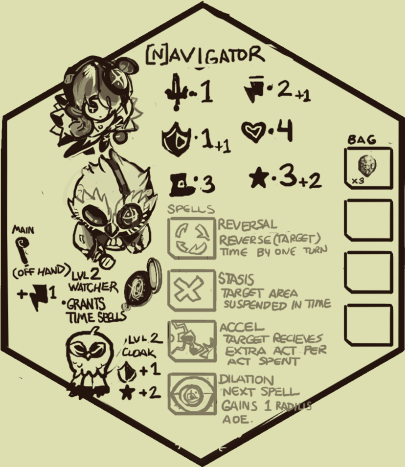 [N]AVIGATOR
·1
·2+1
·1+1
·4
·3
·3+2
BAG
x3
SPELLS
REVERSAL
REVERSE (TARGET)
TIME BY ONE TURN
STASIS
TARGET AREA
SUSPENDED IN TIME
ACCEL
TARGET RECIEVES
EXTRA ACT PER
ACT SPENT
DILATION
NEXT SPELL
GAINS 1 RADIUS
AOE.
MAIN
(OFF HAND)
+1
LVL 2
WATCHER
·GRANTS
TIME SPELLS
LVL 2
CLOAK
+1
+2